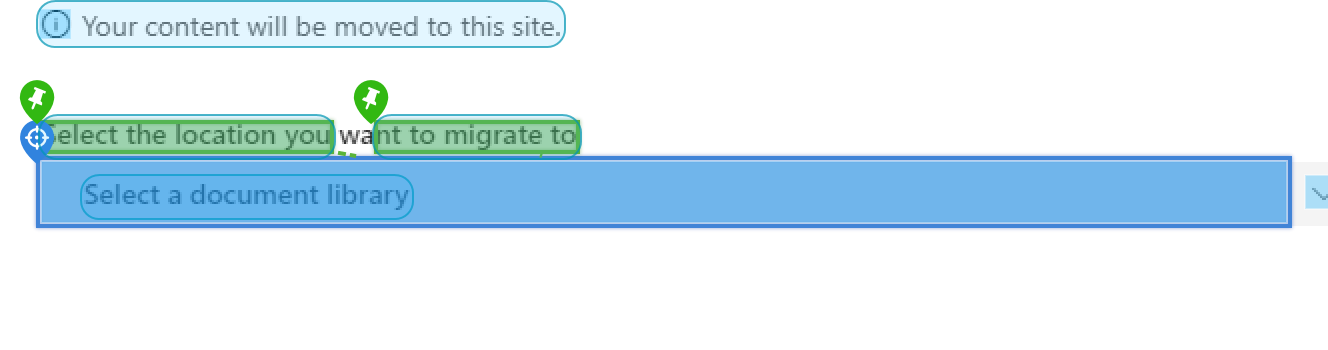 Your content will be moved to this site.
Select the location you want to migrate to
Select a document library